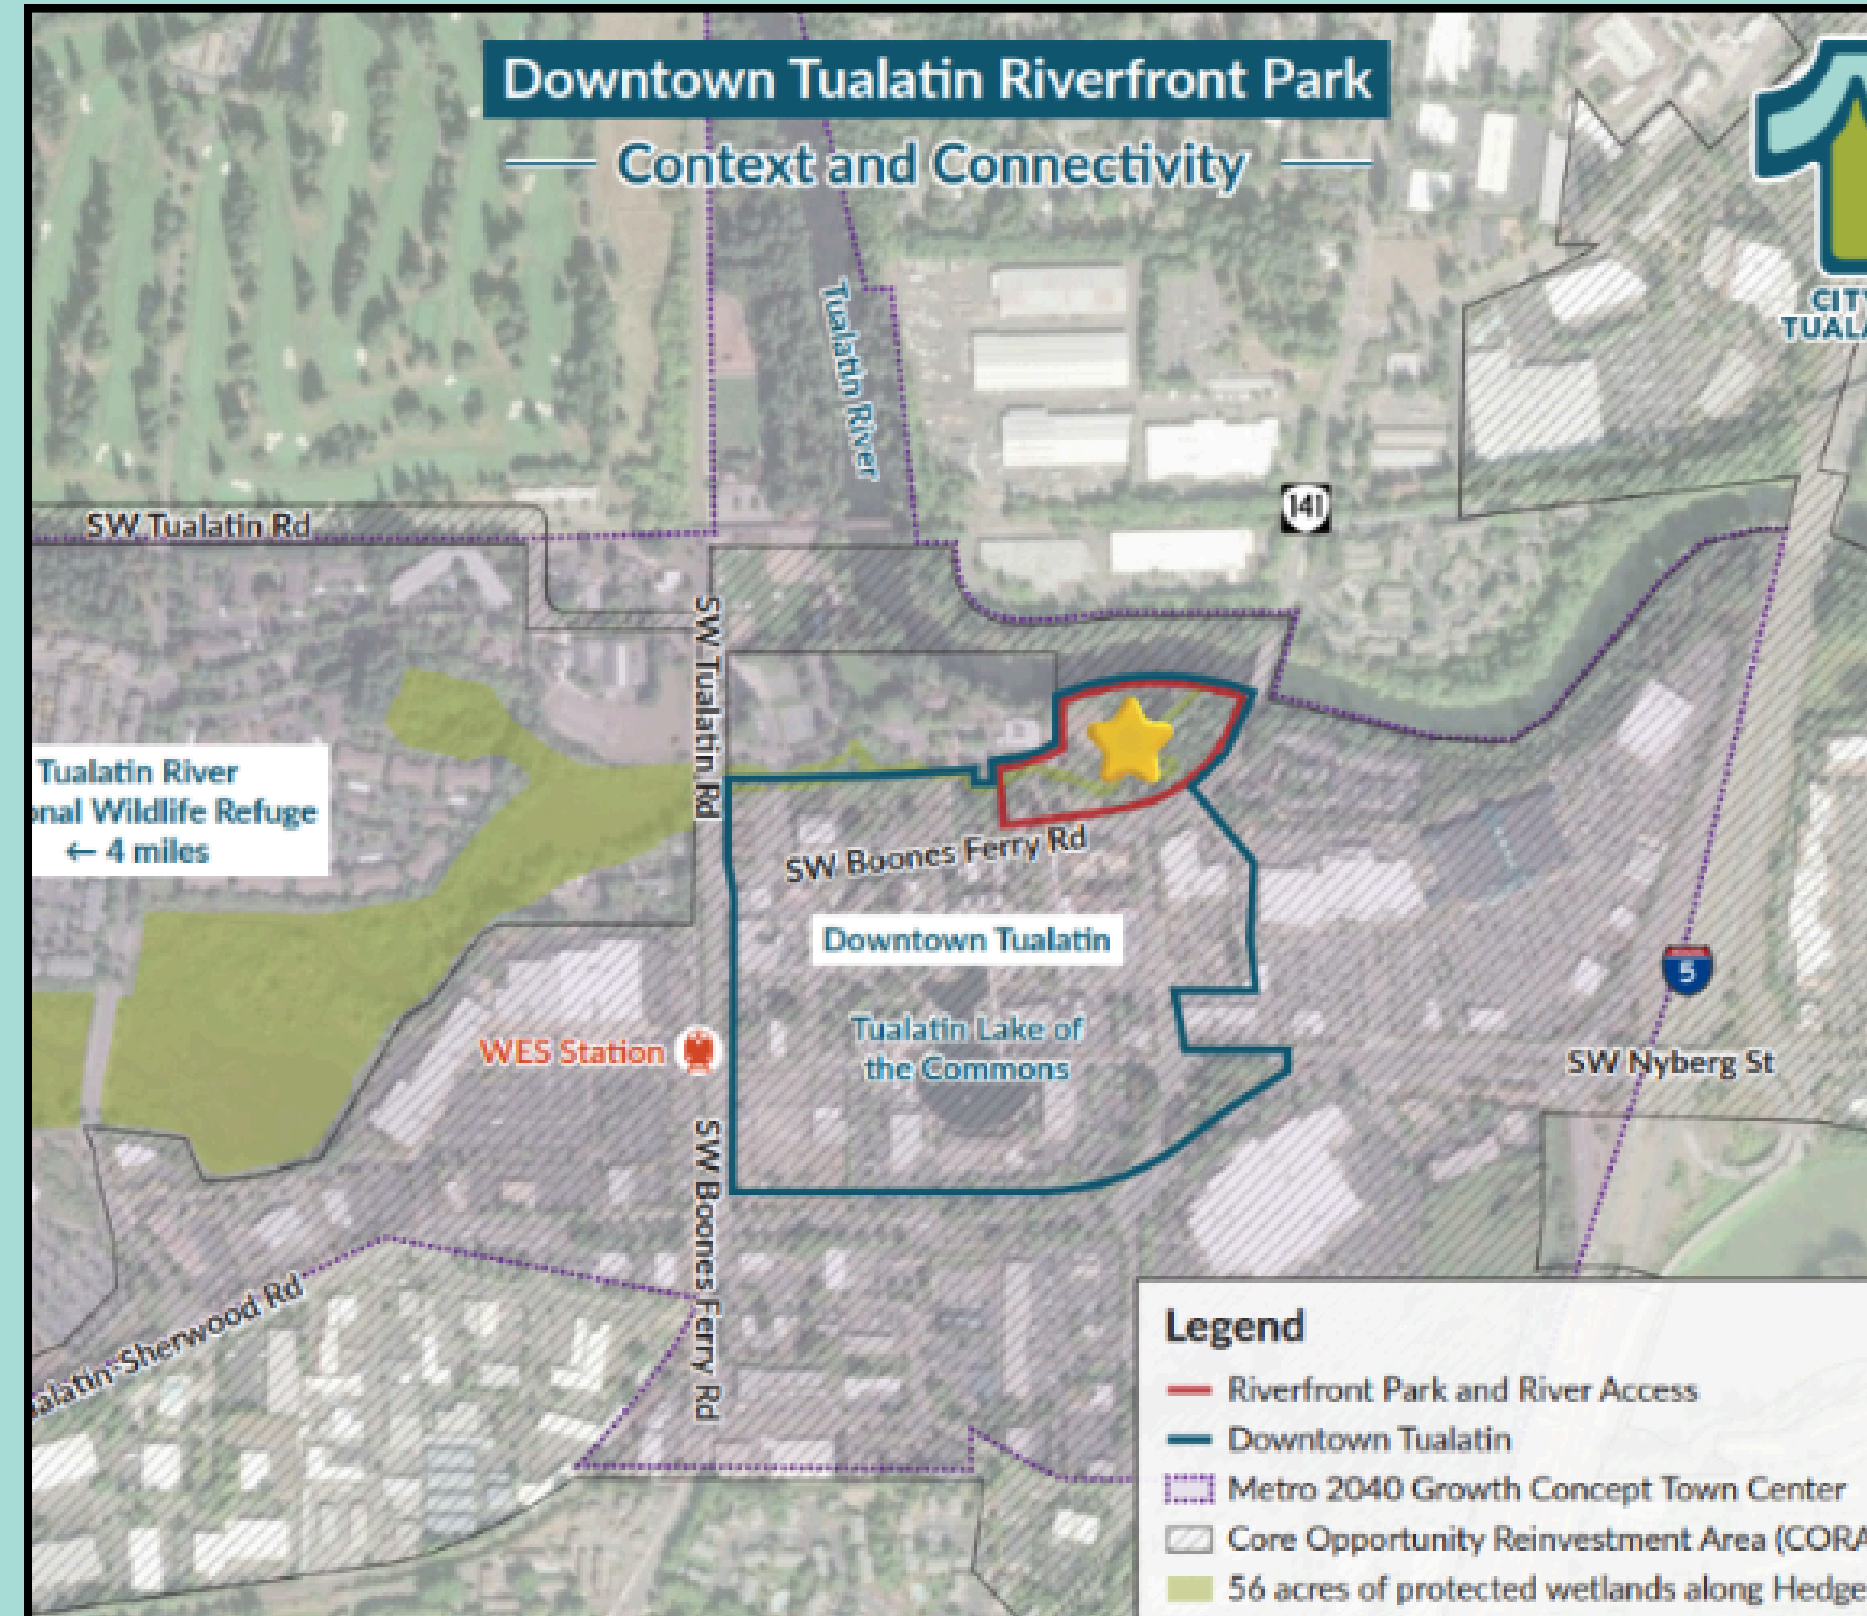 Downtown Tualatin Riverfront Park
Context and Connectivity
CIT
TUALA
Tualatin River
141
SW Tualatin Rd
SW Tualatin Rd
Tualatin River
onal Wildlife Refuge
← 4 miles
SW Boones Ferry Rd
Downtown Tualatin
5
Tualatin Lake of
the Commons
WES Station
SW Nyberg St
SW Boones Ferry Rd
alatin-Sherwood Rd
Legend
Riverfront Park and River Access
Downtown Tualatin
Metro 2040 Growth Concept Town Center
Core Opportunity Reinvestment Area (CORA
56 acres of protected wetlands along Hedge